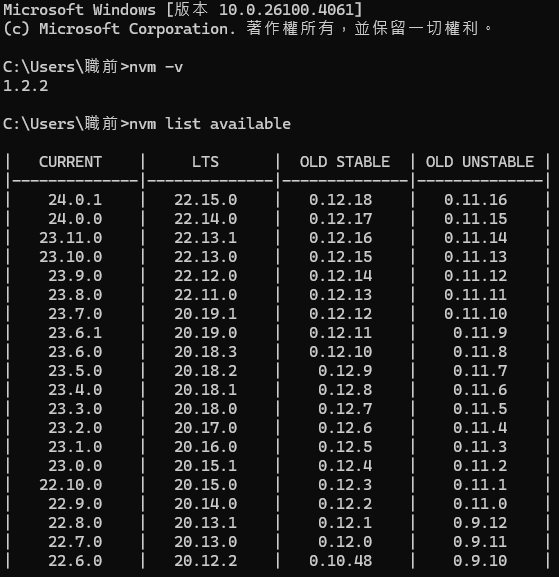 Microsoft Windows [版本 10.0.26100.4061]
(c) Microsoft Corporation. 著作權所有，並保留一切權利。
C:\Users\職前>nvm -v
1.2.2
C:\Users\職前>nvm list available
|   CURRENT    |     LTS      |  OLD STABLE  | OLD UNSTABLE |
|--------------|--------------|--------------|--------------|
|    24.0.1    |   22.15.0    |   0.12.18    |   0.11.16    |
|    24.0.0    |   22.14.0    |   0.12.17    |   0.11.15    |
|   23.11.0    |   22.13.1    |   0.12.16    |   0.11.14    |
|   23.10.0    |   22.13.0    |   0.12.15    |   0.11.13    |
|    23.9.0    |   22.12.0    |   0.12.14    |   0.11.12    |
|    23.8.0    |   22.11.0    |   0.12.13    |   0.11.11    |
|    23.7.0    |   20.19.1    |   0.12.12    |   0.11.10    |
|    23.6.1    |   20.19.0    |   0.12.11    |    0.11.9    |
|    23.6.0    |   20.18.3    |   0.12.10    |    0.11.8    |
|    23.5.0    |   20.18.2    |    0.12.9    |    0.11.7    |
|    23.4.0    |   20.18.1    |    0.12.8    |    0.11.6    |
|    23.3.0    |   20.18.0    |    0.12.7    |    0.11.5    |
|    23.2.0    |   20.17.0    |    0.12.6    |    0.11.4    |
|    23.1.0    |   20.16.0    |    0.12.5    |    0.11.3    |
|    23.0.0    |   20.15.1    |    0.12.4    |    0.11.2    |
|   22.10.0    |   20.15.0    |    0.12.3    |    0.11.1    |
|    22.9.0    |   20.14.0    |    0.12.2    |    0.11.0    |
|    22.8.0    |   20.13.1    |    0.12.1    |    0.9.12    |
|    22.7.0    |   20.13.0    |    0.12.0    |    0.9.11    |
|    22.6.0    |   20.12.2    |   0.10.48    |    0.9.10    |